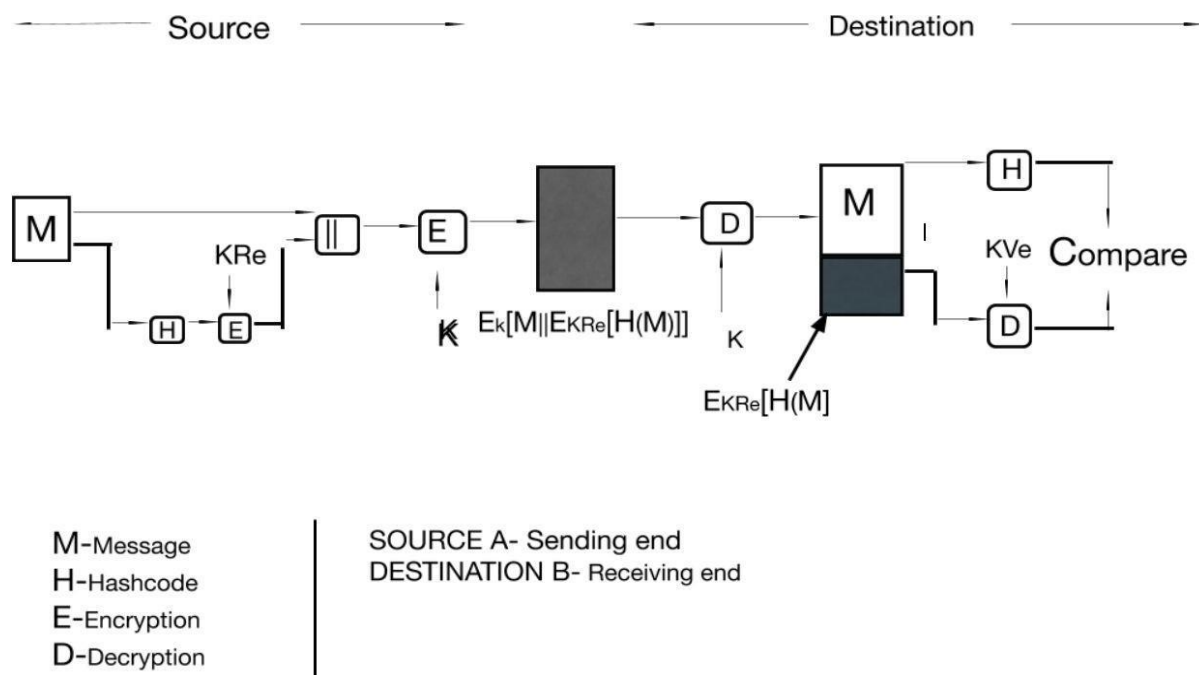 Source
Destination
M
KRe
H
E
||
E
K
Ek[M||EKRe[H(M)]]
D
K
M
EKRe[H(M]
H
KVe
D
Compare
M-Message
H-Hashcode
E-Encryption
D-Decryption
SOURCE A- Sending end
DESTINATION B- Receiving end